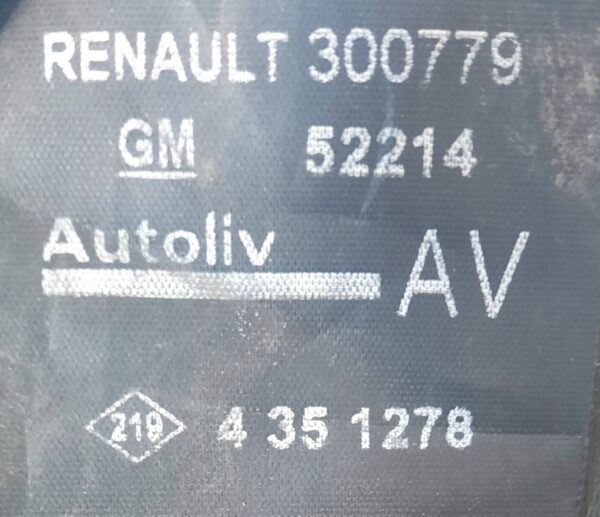 RENAULT 300779
GM 52214
Autoliv AV
219 4 35 1278